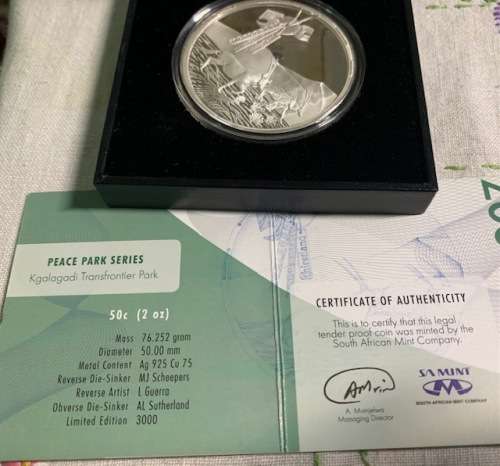 PEACE PARK SERIES
Kgalagadi Transfrontier Park
50c (2 oz)
Mass 76.252 gram
Diameter 50.00 mm
Metal Content Ag 925 Cu 75
Reverse Die-Sinker MJ Scheepers
Reverse Artist L Guerra
Obverse Die-Sinker AL Sutherland
Limited Edition 3000
CERTIFICATE OF AUTHENTICITY
This is to certify that this legal
tender proof coin was minted by the
South African Mint Company.
Managing Director
SA MINT
SOUTH AFRICAN MINT COMPANY